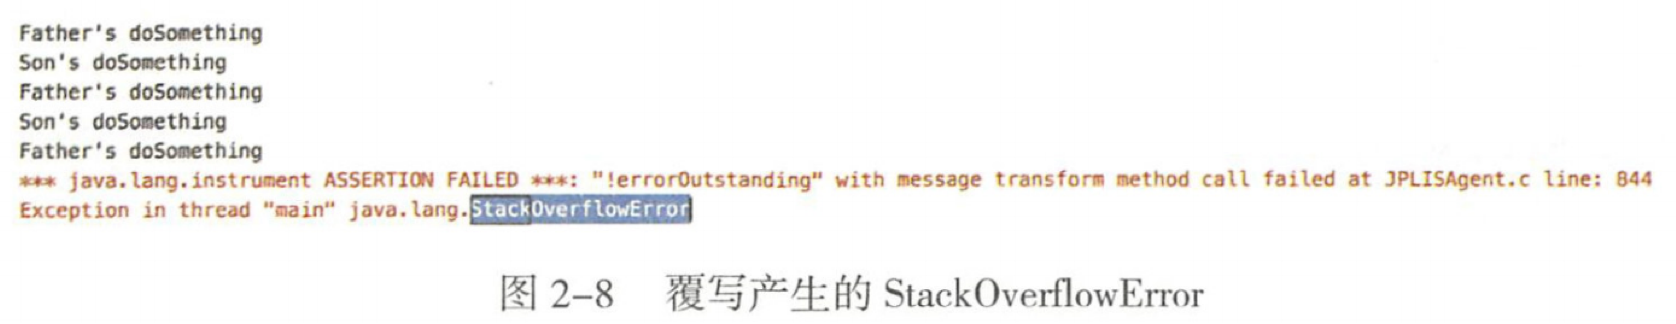 Father's doSomething
Son's doSomething
Father's doSomething
Son's doSomething
Father's doSomething
*** java.lang.instrument ASSERTION FAILED ***: "!errorOutstanding" with message transform method call failed at JPLISAgent.c line: 844
Exception in thread "main" java.lang.StackOverflowError
图 2-8 覆写产生的 StackOverflowError